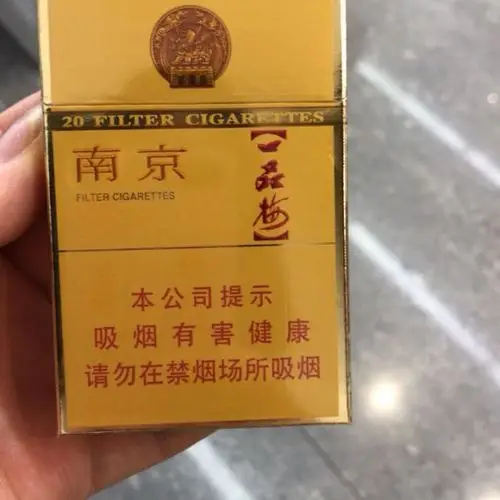 20 FILTER CIGARETTES
南京
FILTER CIGARETTES
【一品梅】
本公司提示
吸烟有害健康
请勿在禁烟场所吸烟